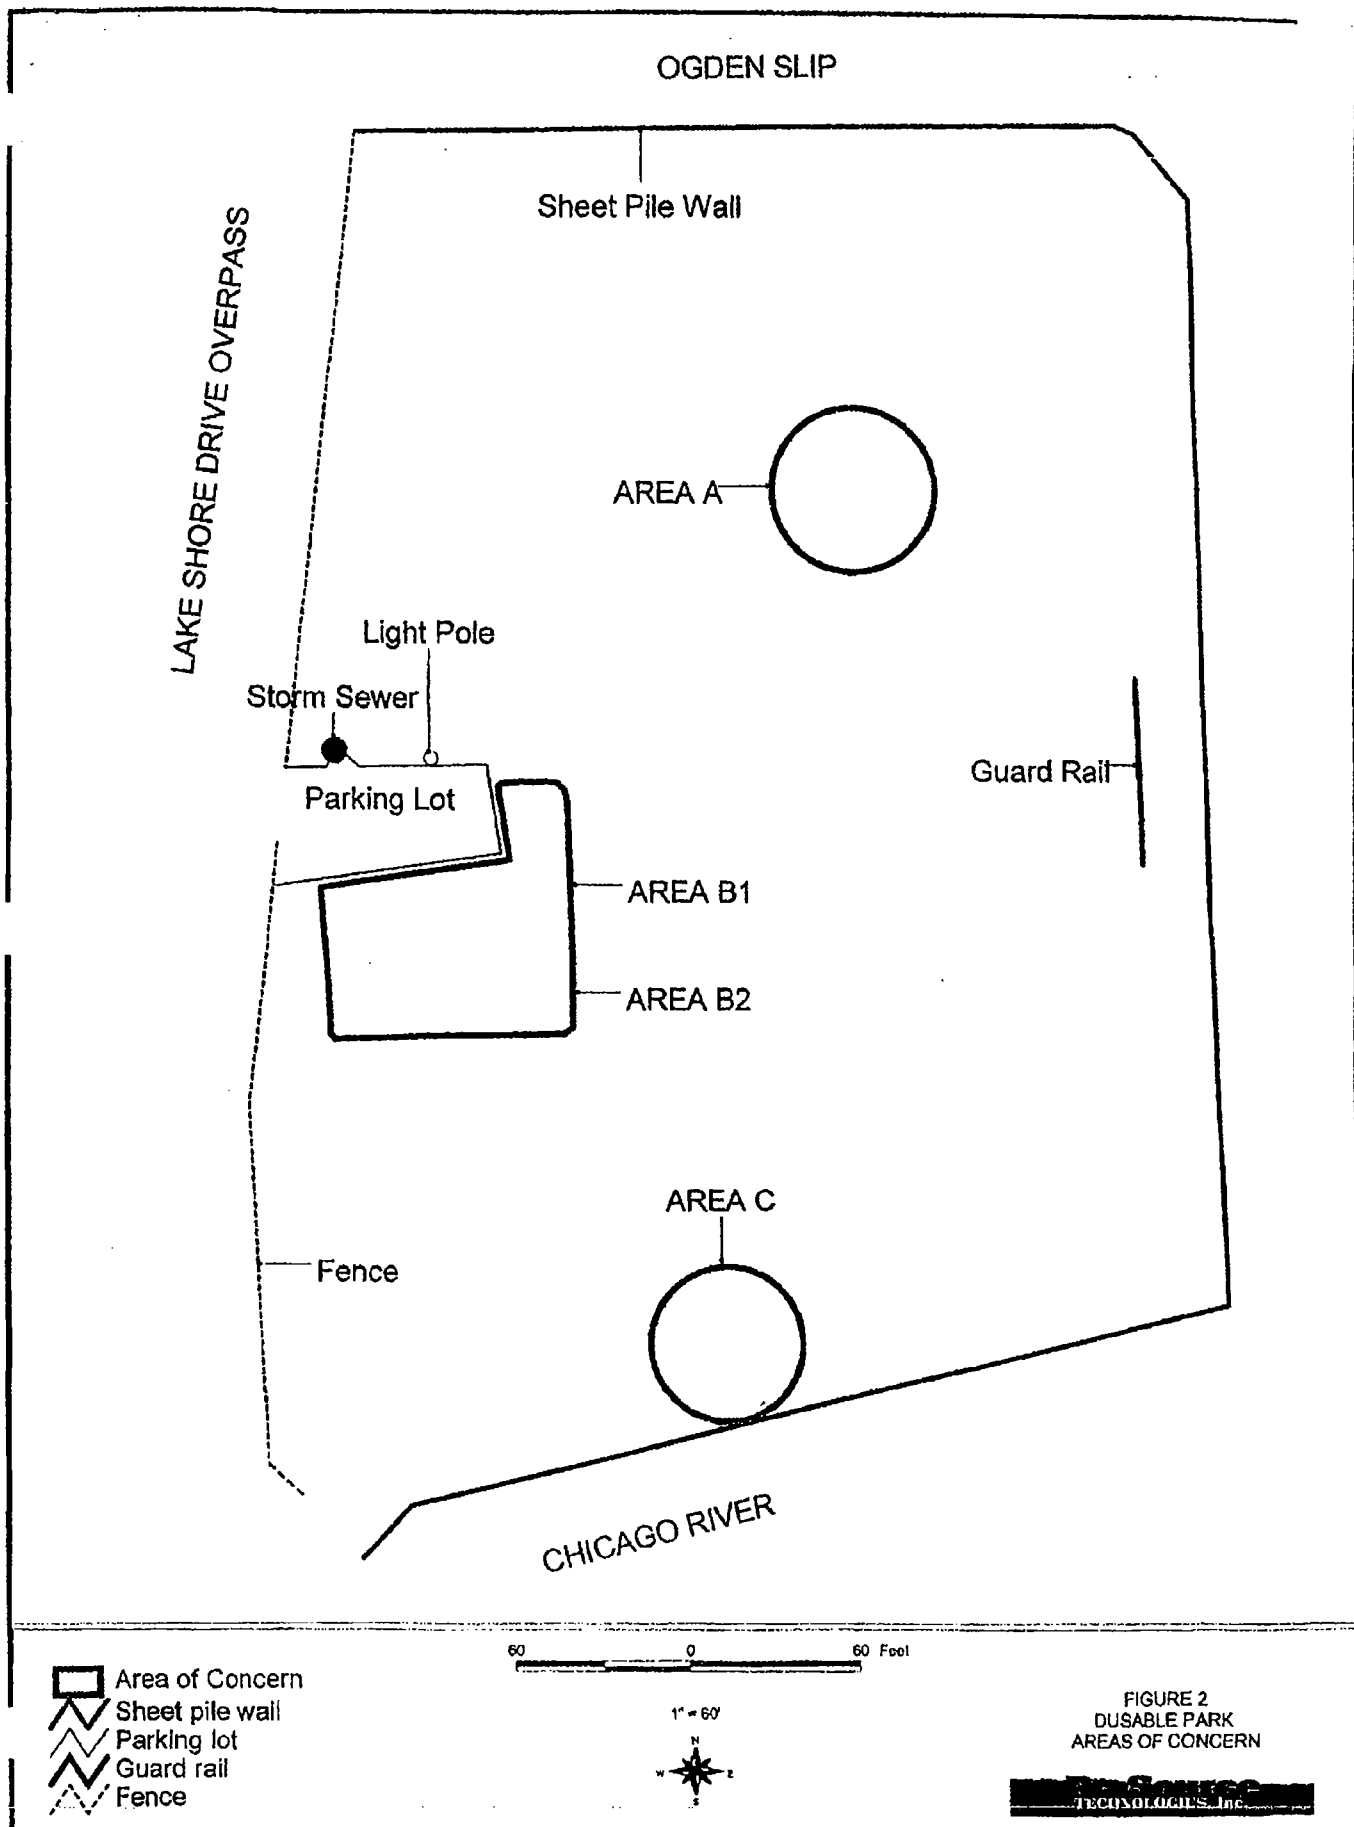 OGDEN SLIP
Sheet Pile Wall
LAKE SHORE DRIVE OVERPASS
AREA A
Light Pole
Storm Sewer
Guard Rail
Parking Lot
AREA B1
AREA B2
AREA C
Fence
CHICAGO RIVER
60 0 60 Feet
Area of Concern
Sheet pile wall
Parking lot
Guard rail
Fence
1" = 60'
N
W E
S
FIGURE 2
DUSABLE PARK
AREAS OF CONCERN
TECHNOLOGIES, Inc.